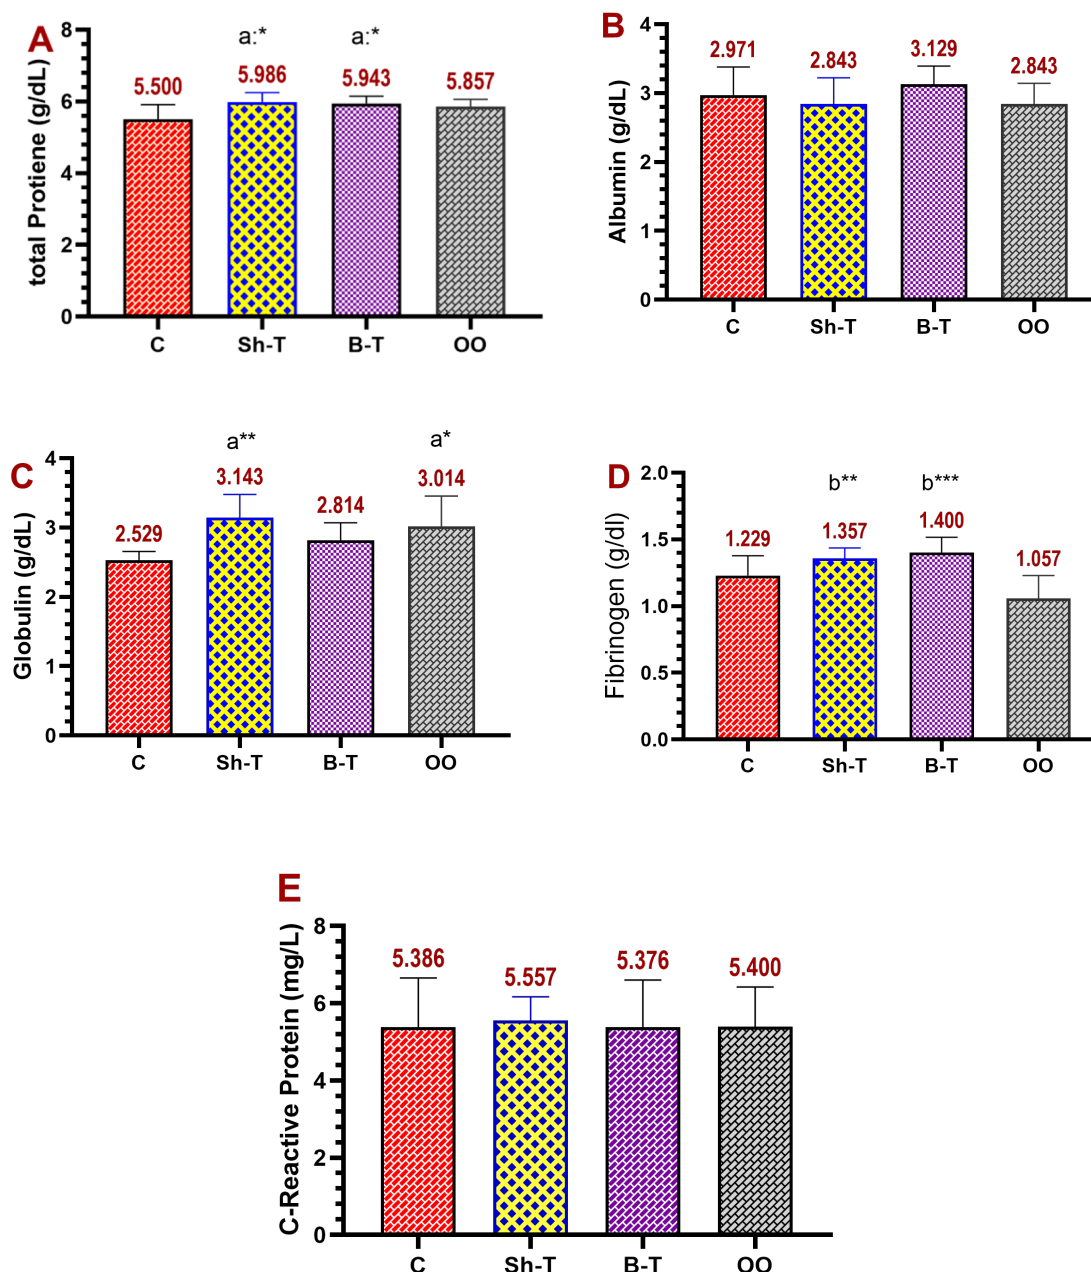 A
total Protiene (g/dL)
8
6
4
2
0
a:* a:*
5.500 5.986 5.943 5.857
C Sh-T B-T OO
B
Albumin (g/dL)
4
3
2
1
0
2.971 2.843 3.129 2.843
C Sh-T B-T OO
C
Globulin (g/dL)
4
3
2
1
0
a** a*
2.529 3.143 2.814 3.014
C Sh-T B-T OO
D
Fibrinogen (g/dl)
2.0
1.5
1.0
0.5
0.0
b** b***
1.229 1.357 1.400 1.057
C Sh-T B-T OO
E
C-Reactive Protein (mg/L)
8
6
4
2
0
5.386 5.557 5.376 5.400
C Sh-T B-T OO